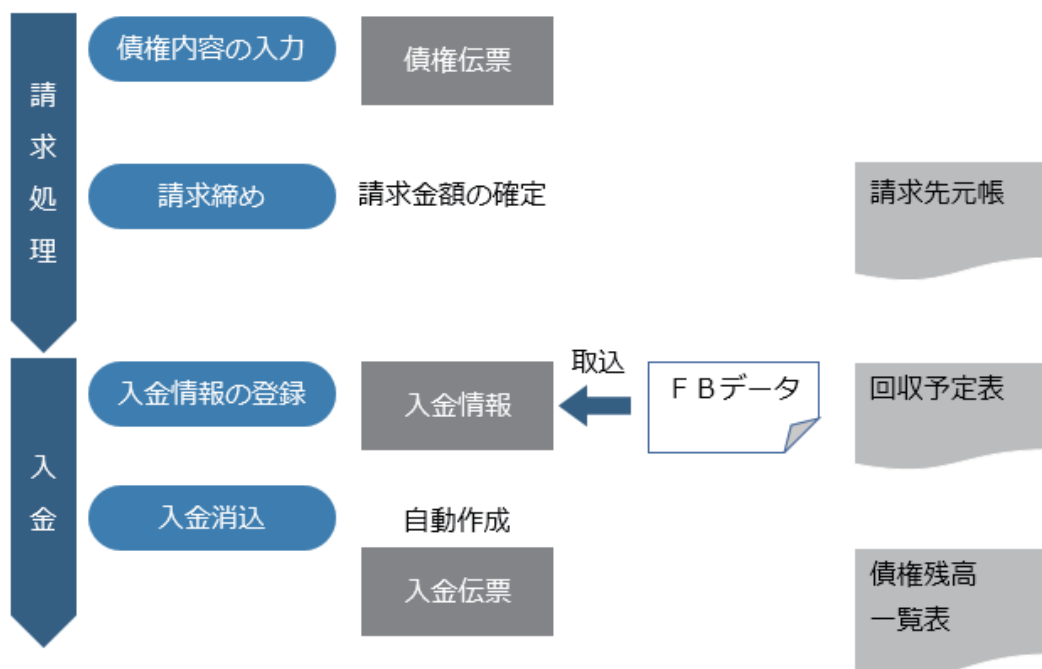 請求処理
債権内容の入力
債権伝票
請求締め
請求金額の確定
請求先元帳
入金
入金情報の登録
入金情報
取込
ＦＢデータ
回収予定表
入金消込
自動作成
入金伝票
債権残高
一覧表